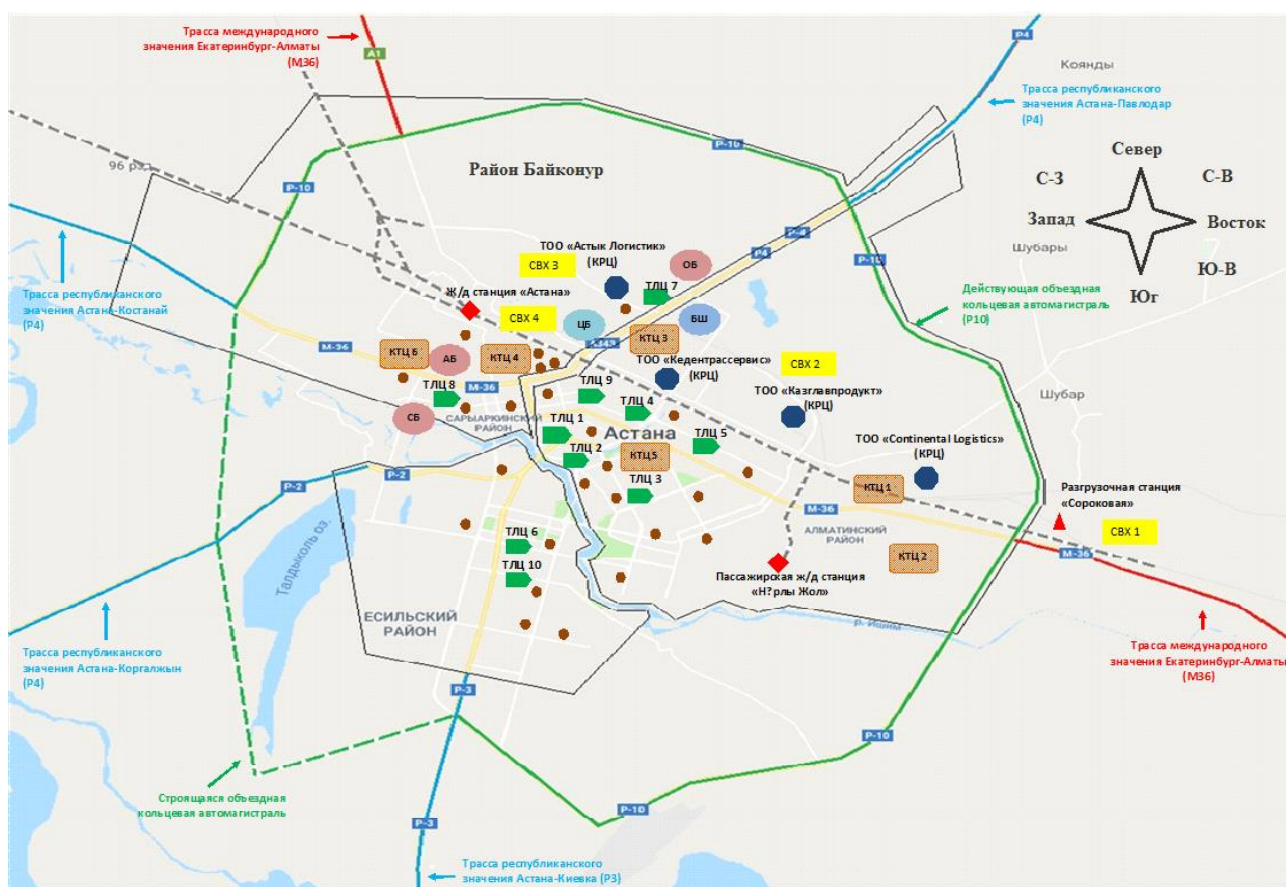 Трасса международного
значения Екатеринбург-Алматы
(М36)
А1
Р4
Коянды
Трасса республиканского
значения Астана-Павлодар
(Р4)
Север
С-З
С-В
Запад
Восток
Ю-В
Юг
96 рзд
Р-10
Район Байконур
Р-10
Р-4
Р4
Р-10
Шубары
ТОО «Астык Логистик»
(КРЦ)
СВХ 3
ОБ
ТЛЦ 7
Ж/д станция «Астана»
СВХ 4
ЦБ
БШ
Трасса республиканского
значения Астана-Костанай
(Р4)
Действующая объездная
кольцевая автомагистраль
(Р10)
М-36
КТЦ 6
АБ
КТЦ 4
А343
КТЦ 3
ТОО «Кедентрассервис»
(КРЦ)
СВХ 2
ТОО «Казглавпродукт»
(КРЦ)
Шубар
ТЛЦ 8
М-36
ТЛЦ 9
ТЛЦ 4
СБ
САРЫАРКИНСКИЙ
РАЙОН
ТЛЦ 1
Астана
ТЛЦ 5
ТОО «Continental Logistics»
(КРЦ)
ТЛЦ 2
КТЦ 5
ТЛЦ 3
КТЦ 1
Р-2
Р-2
М-36
Разгрузочная станция
«Сороковая»
СВХ 1
АЛМАТИНСКИЙ
РАЙОН
КТЦ 2
М-36
Талдыколь оз.
ТЛЦ 6
ТЛЦ 10
Пассажирская ж/д станция
«Н?рлы Жол»
ЕСИЛЬСКИЙ
РАЙОН
р. Ишим
Трасса республиканского
значения Астана-Коргалжын
(Р4)
Трасса международного
значения Екатеринбург-Алматы
(М36)
Р-3
Р-10
Строящаяся объездная
кольцевая автомагистраль
Р-10
Р-3
Трасса республиканского
значения Астана-Киевка (Р3)